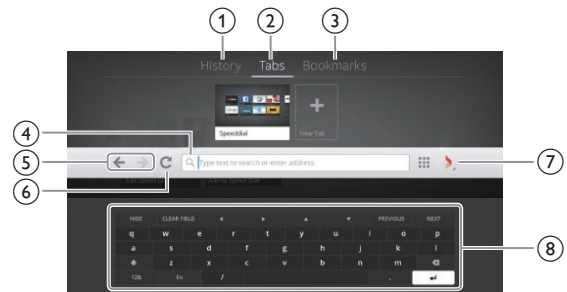 1 2 3
History Tabs Bookmarks
Speeddial New Tab
4
Type text to search or enter address
5
6
7
HIDE CLEAR FIELD PREVIOUS NEXT
q w e r t y u i o p
a s d f g h j k l
z x c v b n m
12& En / .
8